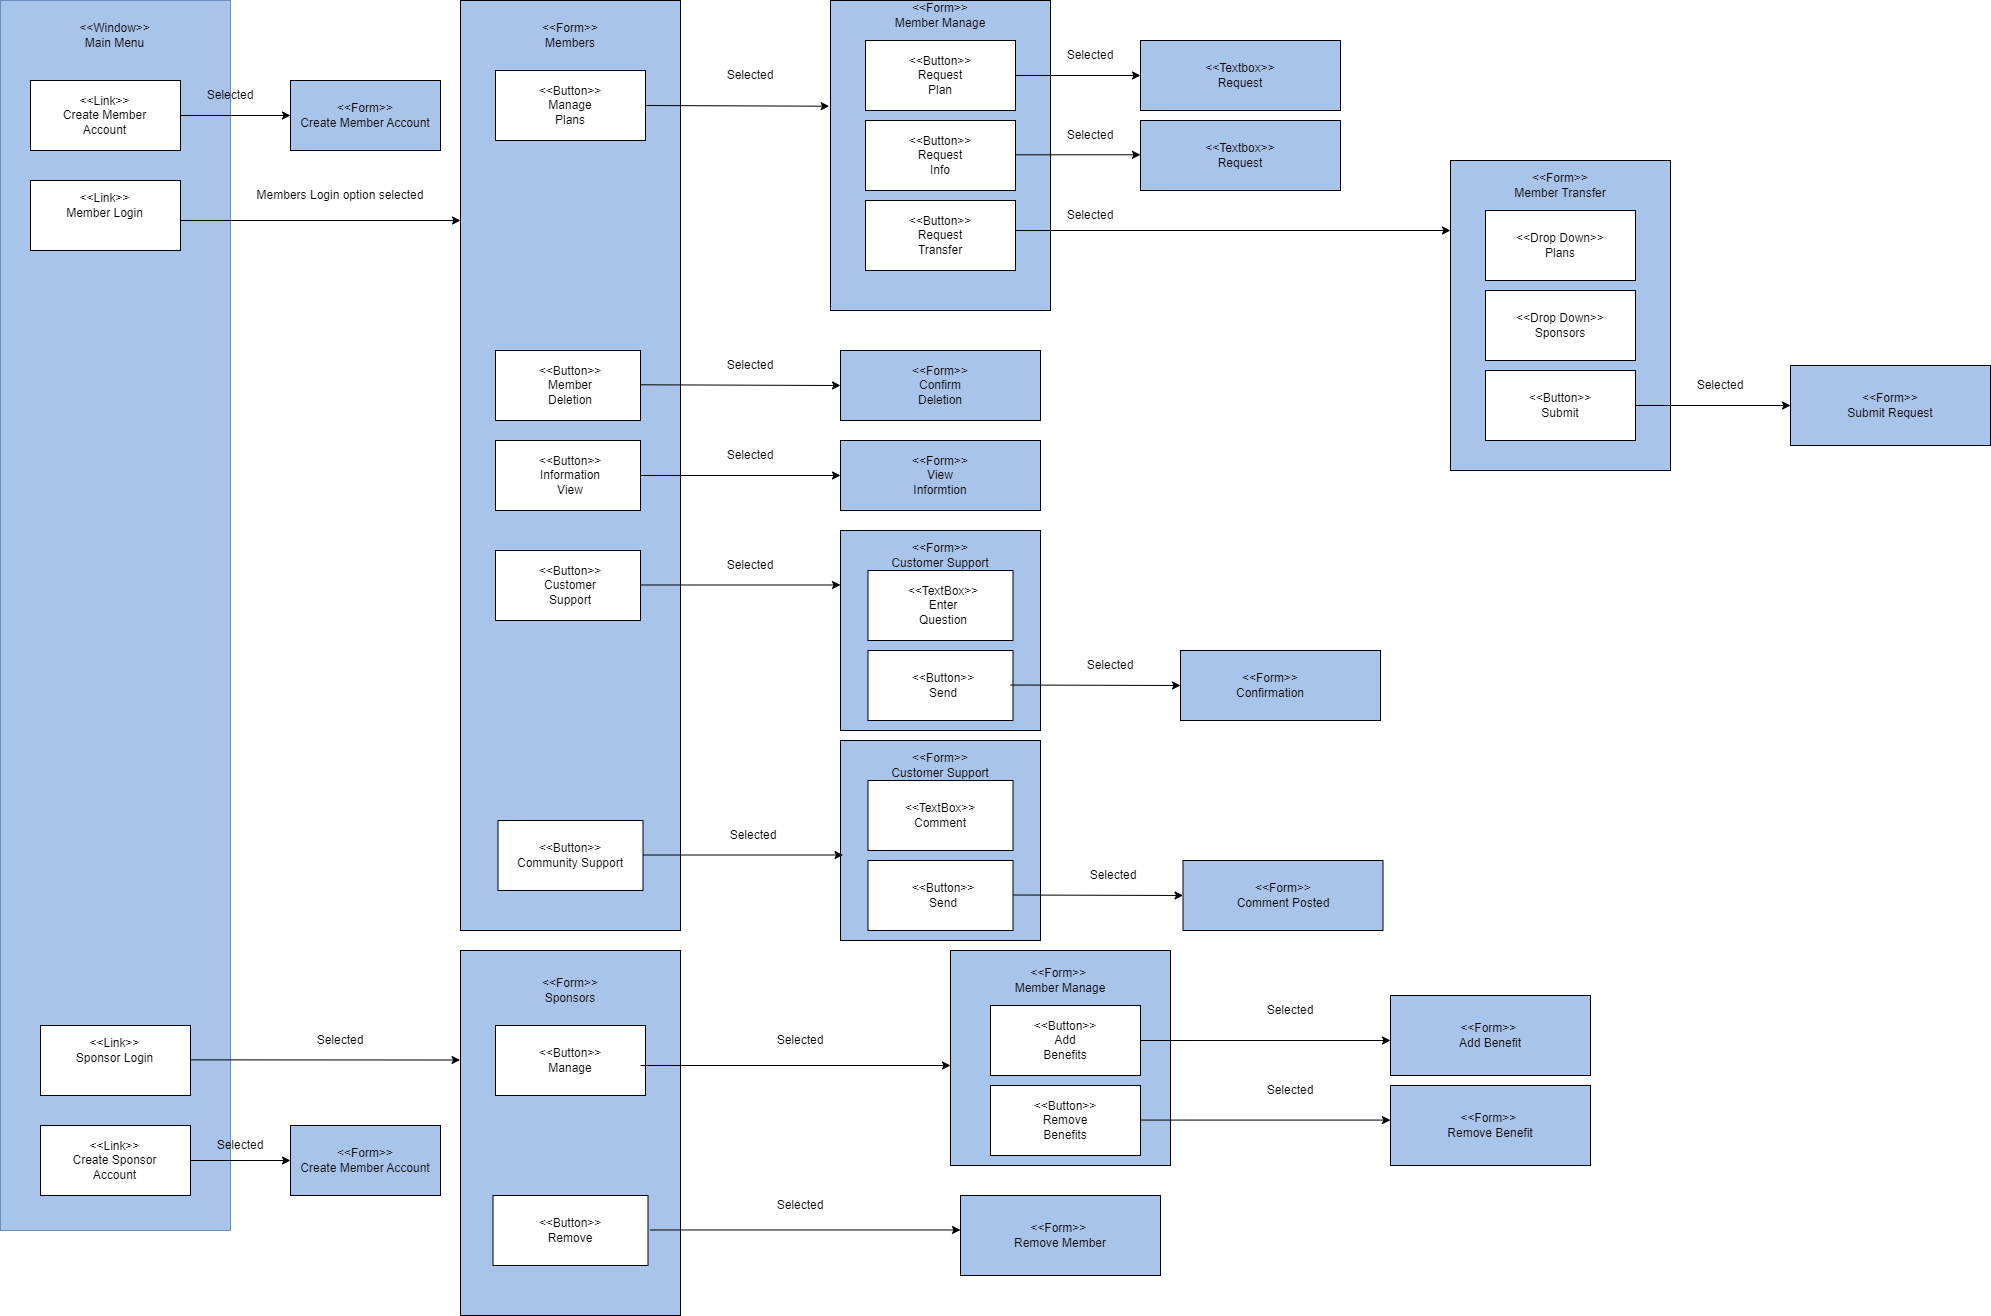 <<Window>>
Main Menu
<<Link>>
Create Member
Account
Selected
<<Form>>
Create Member Account
<<Link>>
Member Login
Members Login option selected
<<Form>>
Members
<<Button>>
Manage
Plans
Selected
<<Form>>
Member Manage
<<Button>>
Request
Plan
Selected
<<Textbox>>
Request
<<Button>>
Request
Info
Selected
<<Textbox>>
Request
<<Button>>
Request
Transfer
Selected
<<Form>>
Member Transfer
<<Drop Down>>
Plans
<<Drop Down>>
Sponsors
<<Button>>
Submit
Selected
<<Form>>
Submit Request
<<Button>>
Member
Deletion
Selected
<<Form>>
Confirm
Deletion
<<Button>>
Information
View
Selected
<<Form>>
View
Informtion
<<Button>>
Customer
Support
Selected
<<Form>>
Customer Support
<<TextBox>>
Enter
Question
<<Button>>
Send
Selected
<<Form>>
Confirmation
<<Button>>
Community Support
Selected
<<Form>>
Customer Support
<<TextBox>>
Comment
<<Button>>
Send
Selected
<<Form>>
Comment Posted
<<Link>>
Sponsor Login
Selected
<<Form>>
Sponsors
<<Button>>
Manage
Selected
<<Form>>
Member Manage
<<Button>>
Add
Benefits
Selected
<<Form>>
Add Benefit
<<Button>>
Remove
Benefits
Selected
<<Form>>
Remove Benefit
<<Link>>
Create Sponsor
Account
Selected
<<Form>>
Create Member Account
<<Button>>
Remove
Selected
<<Form>>
Remove Member